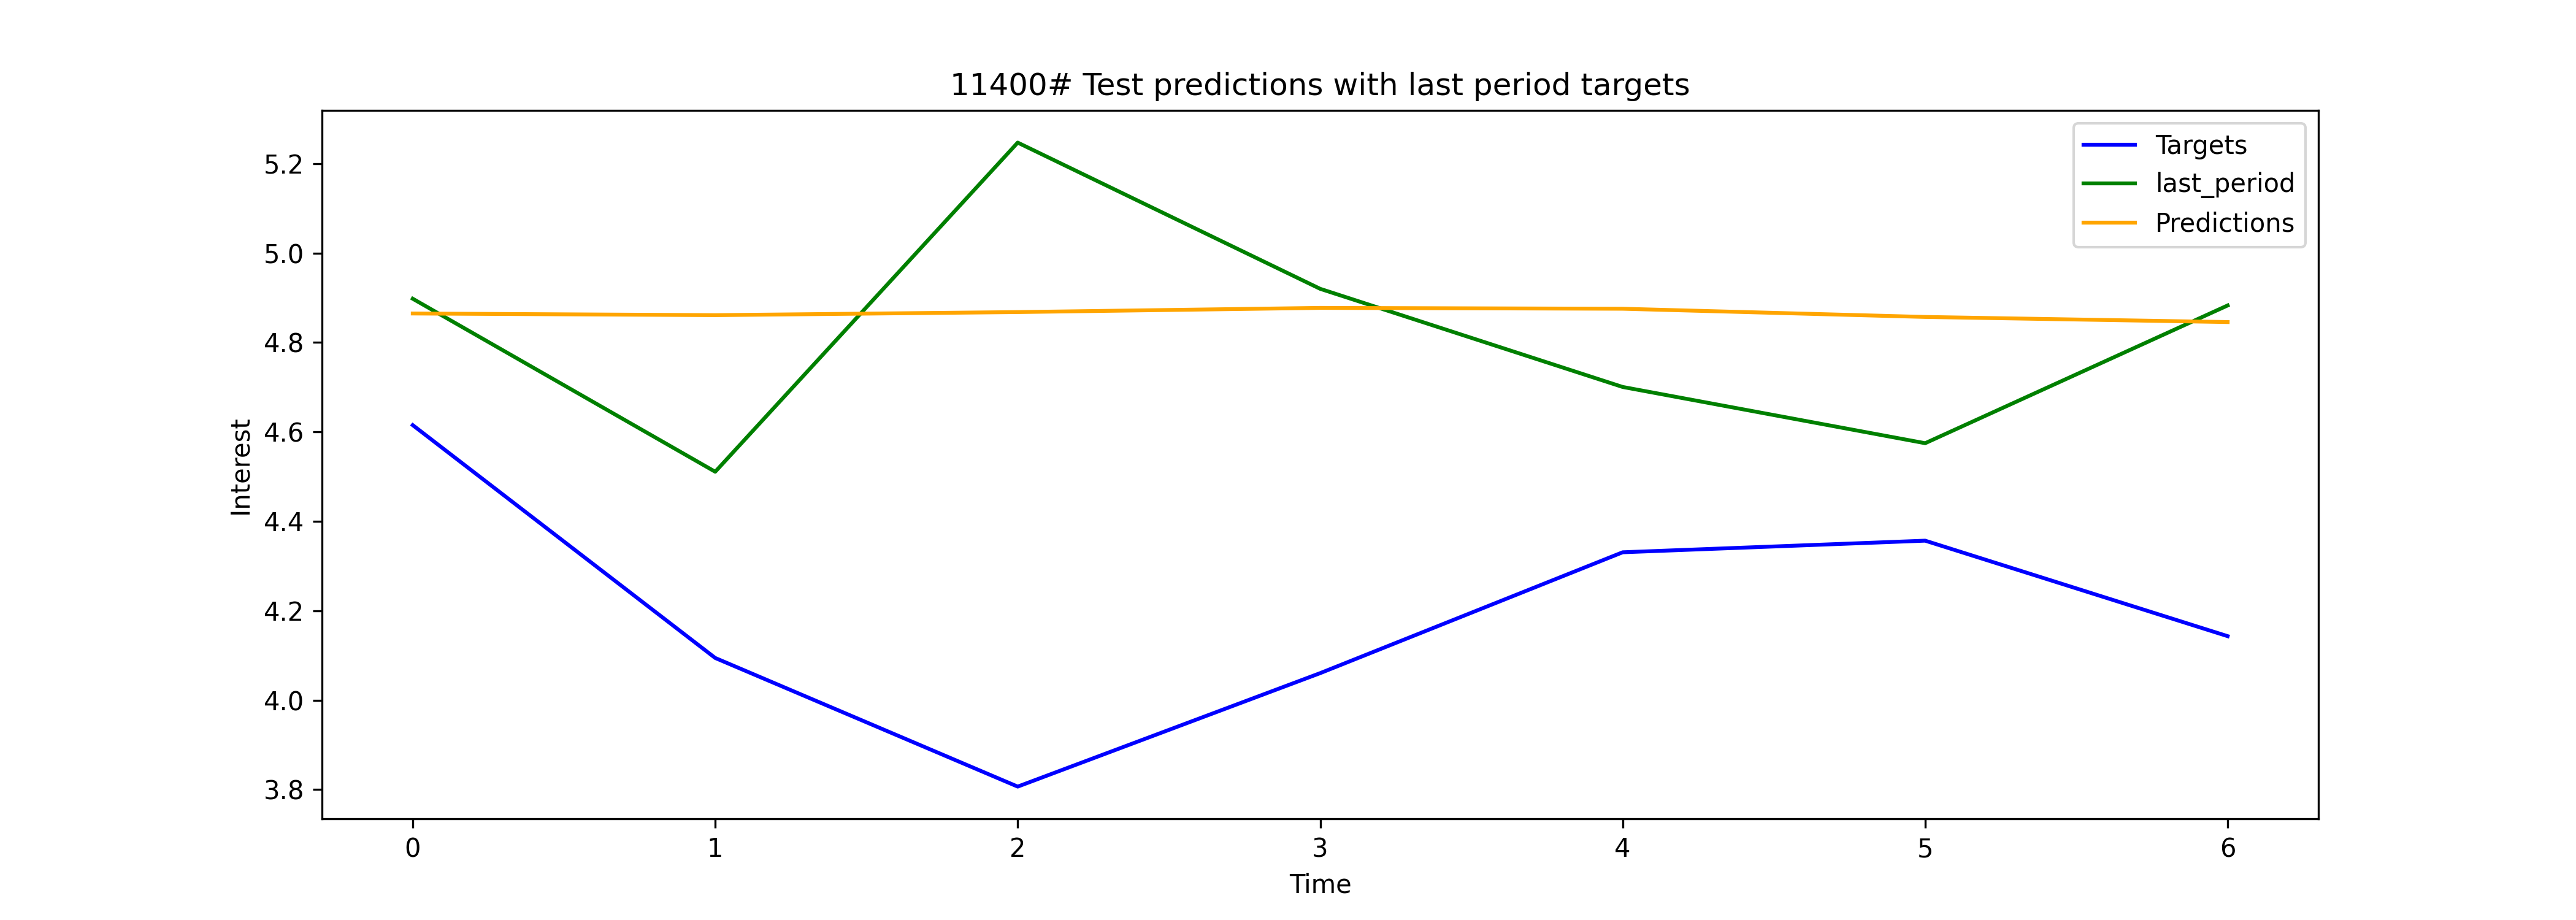 11400# Test predictions with last period targets
Targets
last_period
Predictions
Interest
5.2
5.0
4.8
4.6
4.4
4.2
4.0
3.8
0 1 2 3 4 5 6
Time